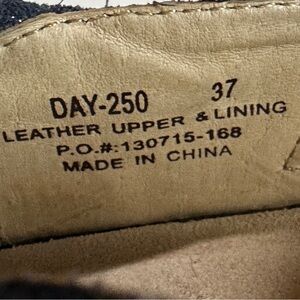 DAY-250 37
LEATHER UPPER & LINING
P.O.#:130715-168
MADE IN CHINA